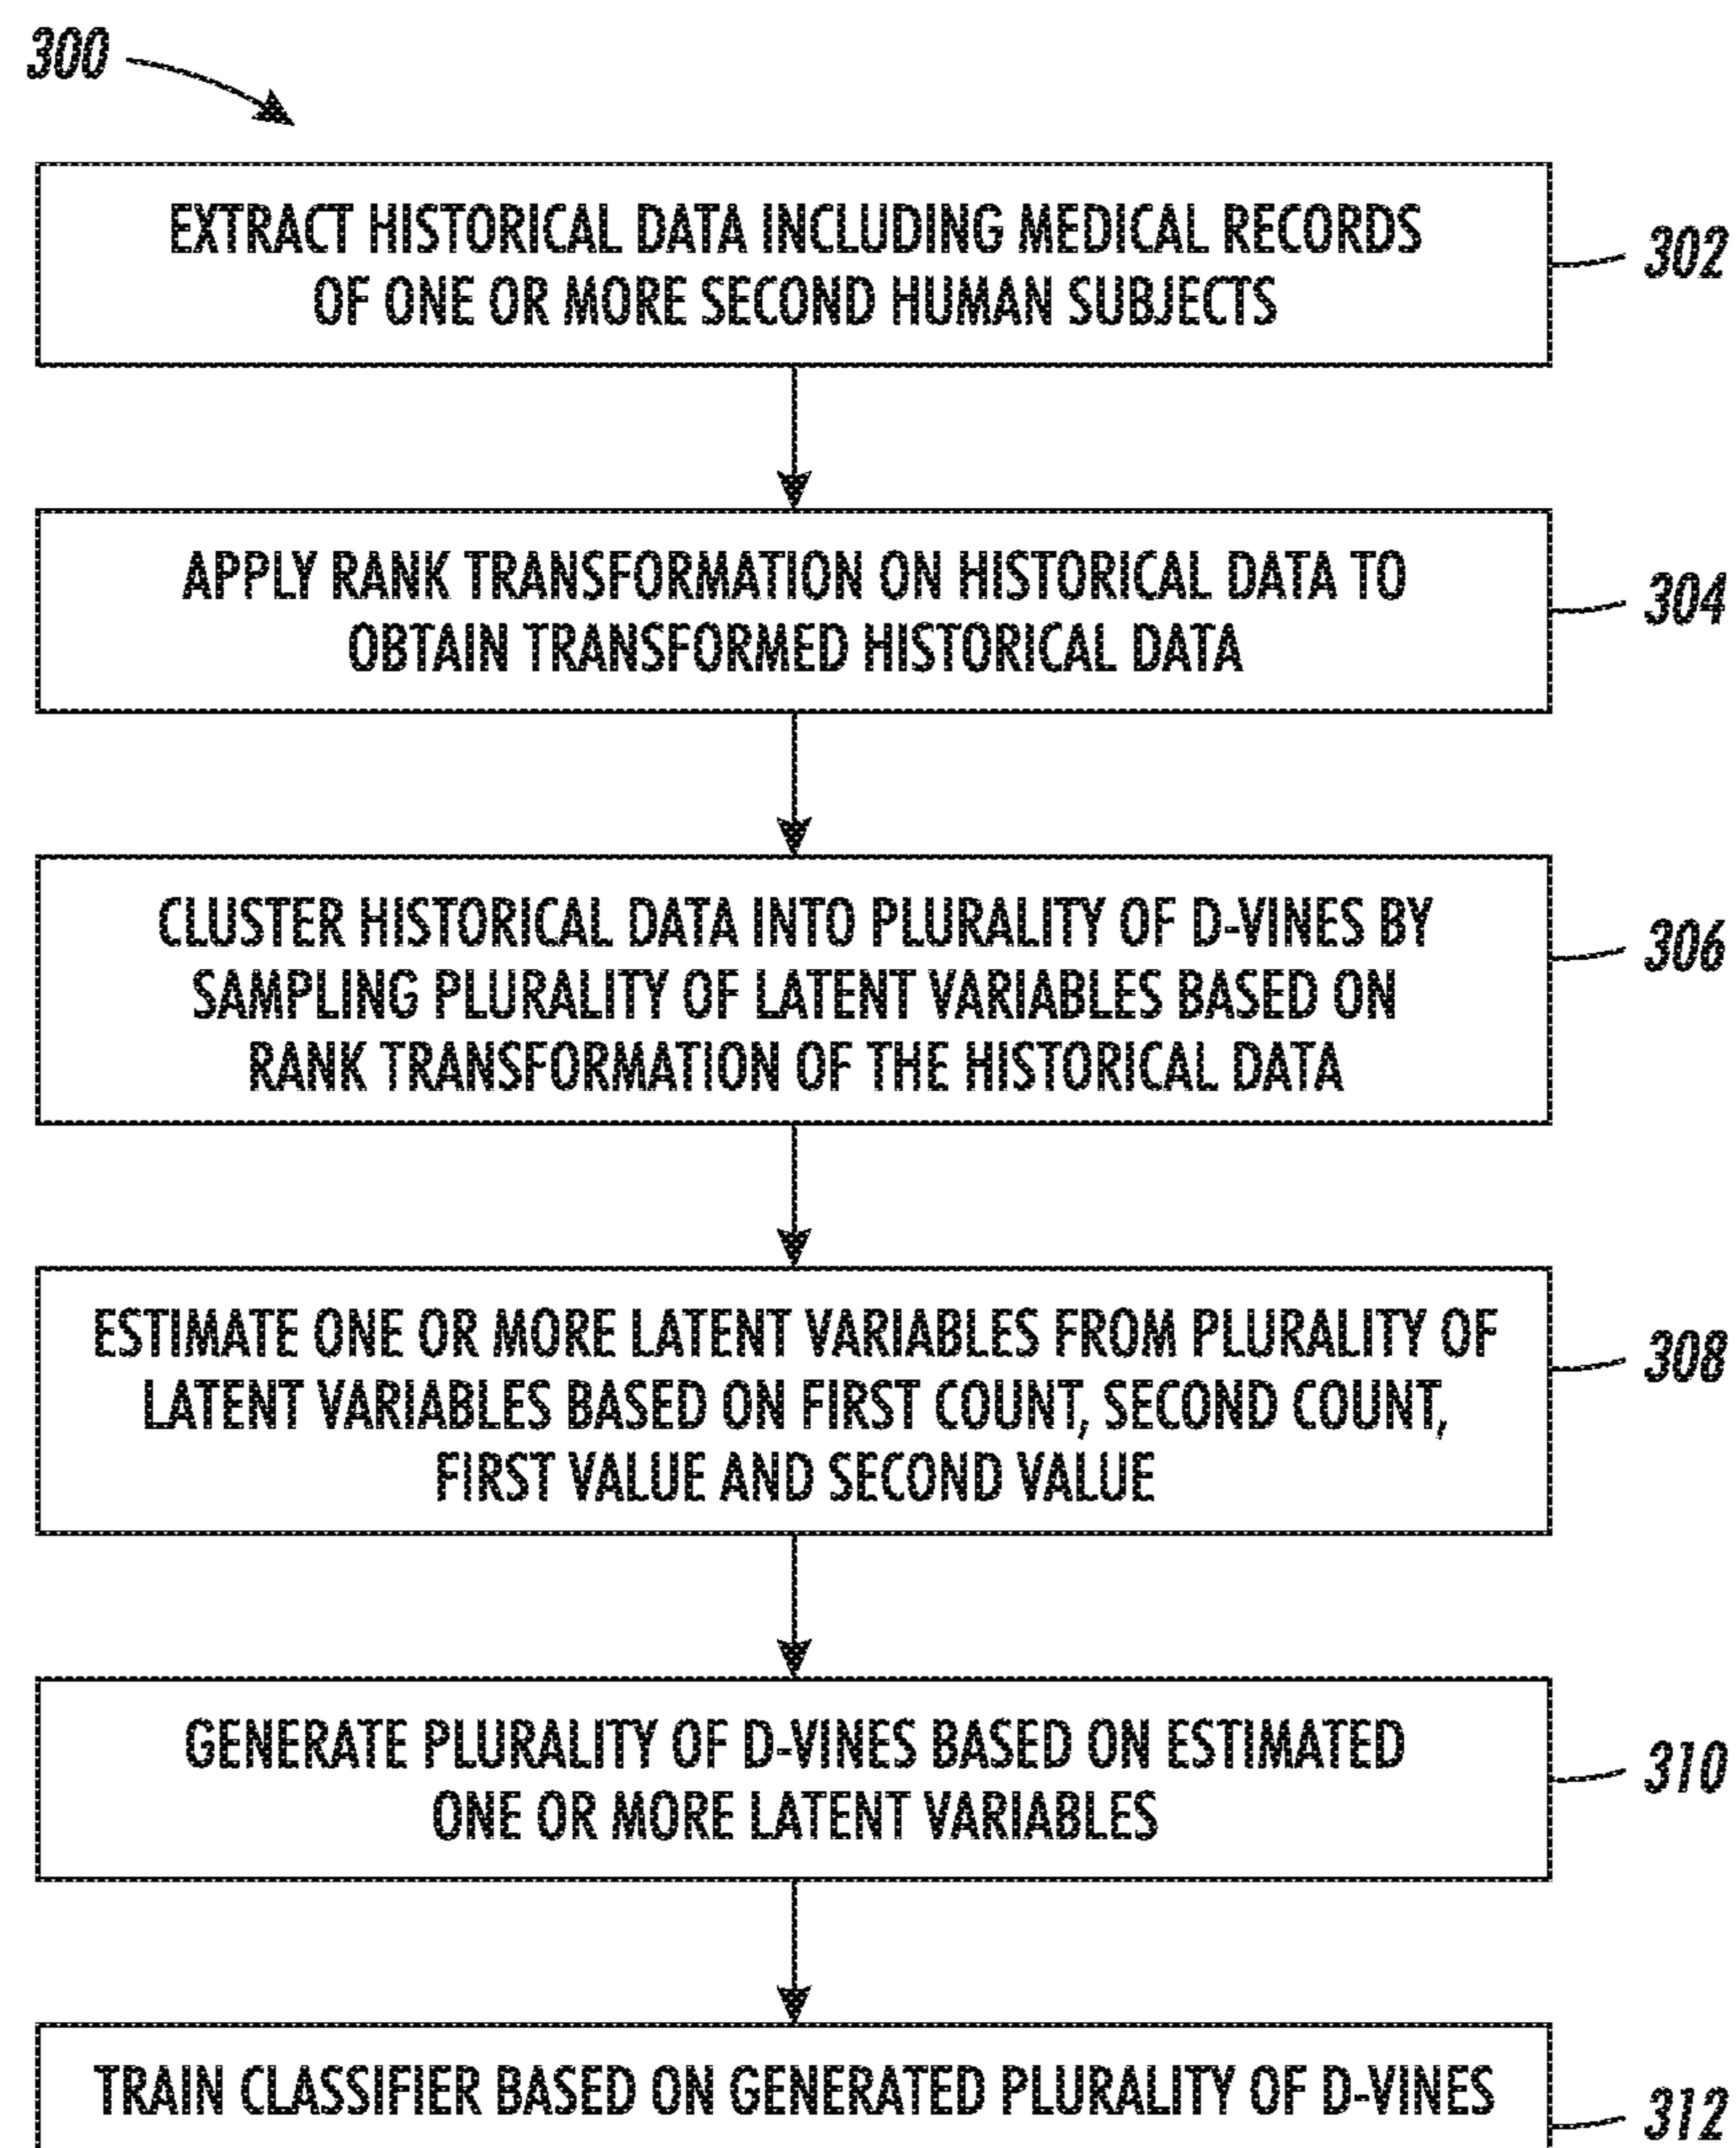 300
EXTRACT HISTORICAL DATA INCLUDING MEDICAL RECORDS
OF ONE OR MORE SECOND HUMAN SUBJECTS
302
APPLY RANK TRANSFORMATION ON HISTORICAL DATA TO
OBTAIN TRANSFORMED HISTORICAL DATA
304
CLUSTER HISTORICAL DATA INTO PLURALITY OF D-VINES BY
SAMPLING PLURALITY OF LATENT VARIABLES BASED ON
RANK TRANSFORMATION OF THE HISTORICAL DATA
306
ESTIMATE ONE OR MORE LATENT VARIABLES FROM PLURALITY OF
LATENT VARIABLES BASED ON FIRST COUNT, SECOND COUNT,
FIRST VALUE AND SECOND VALUE
308
GENERATE PLURALITY OF D-VINES BASED ON ESTIMATED
ONE OR MORE LATENT VARIABLES
310
TRAIN CLASSIFIER BASED ON GENERATED PLURALITY OF D-VINES
312